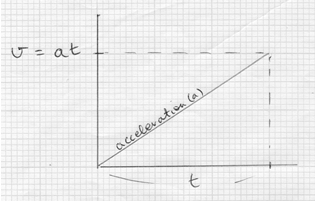 v = at
acceleration (a)
t